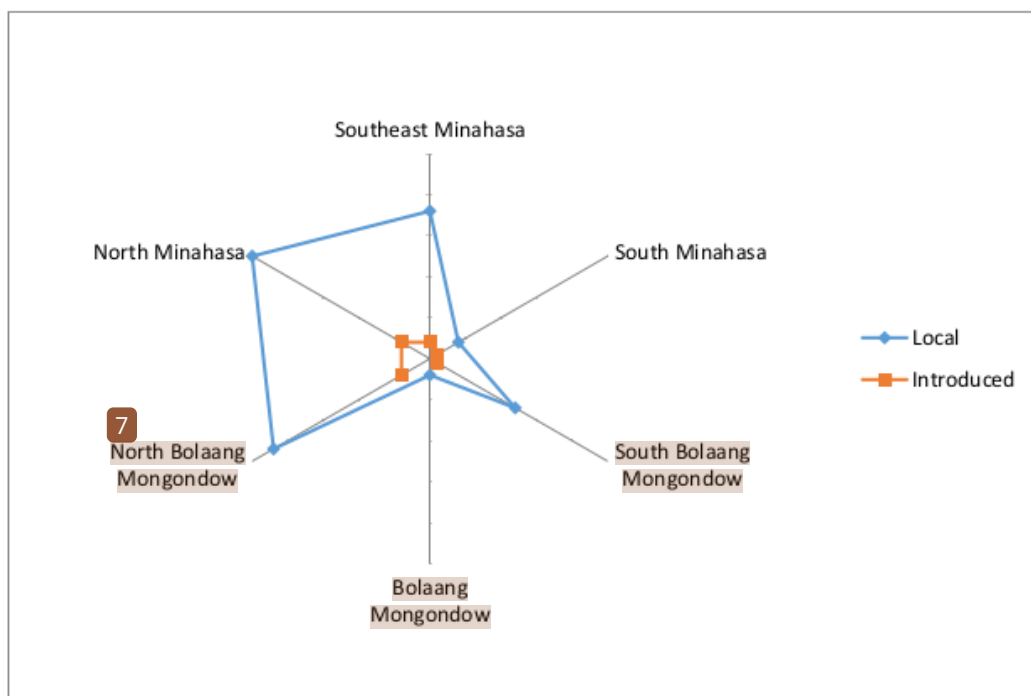 Southeast Minahasa
North Minahasa
South Minahasa
Local
Introduced
7
North Bolaang
Mongondow
South Bolaang
Mongondow
Bolaang
Mongondow